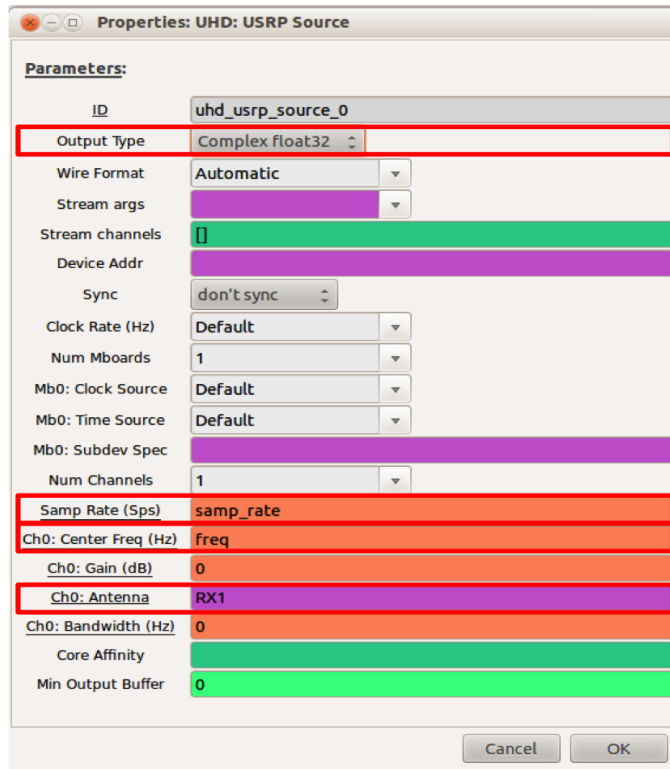 Properties: UHD: USRP Source
Parameters:
ID uhd_usrp_source_0
Output Type Complex float32
Wire Format Automatic
Stream args
Stream channels []
Device Addr
Sync don't sync
Clock Rate (Hz) Default
Num Mboards 1
Mb0: Clock Source Default
Mb0: Time Source Default
Mb0: Subdev Spec
Num Channels 1
Samp Rate (Sps) samp_rate
Ch0: Center Freq (Hz) freq
Ch0: Gain (dB) 0
Ch0: Antenna RX1
Ch0: Bandwidth (Hz) 0
Core Affinity
Min Output Buffer 0
Cancel OK